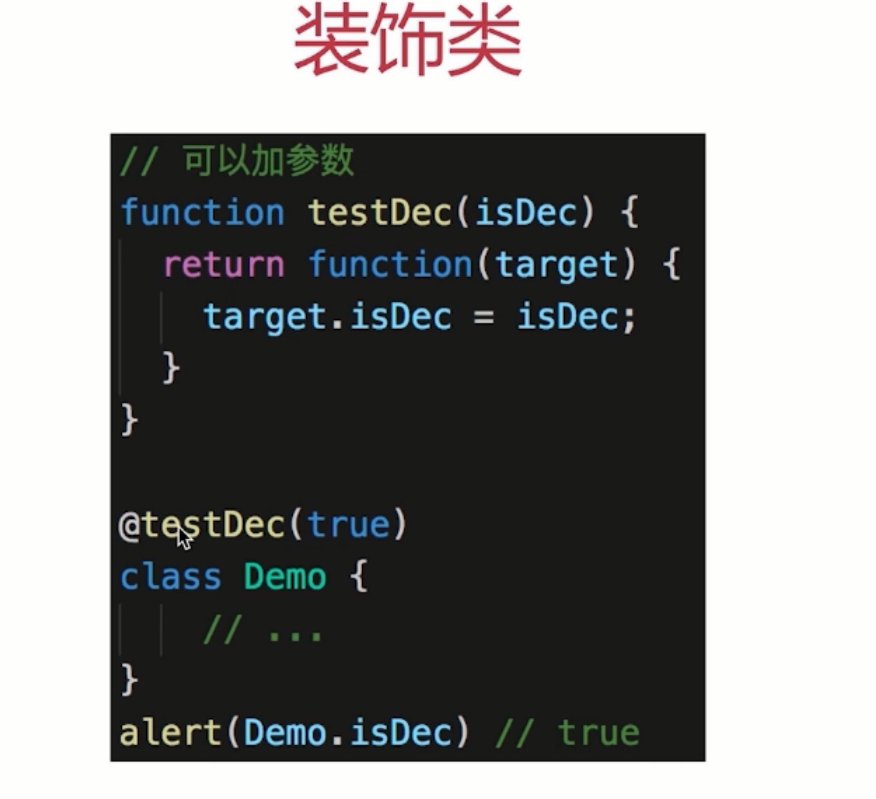 装饰类
// 可以加参数
function testDec(isDec) {
  return function(target) {
    target.isDec = isDec;
  }
}
@testDec(true)
class Demo {
    // ...
}
alert(Demo.isDec) // true